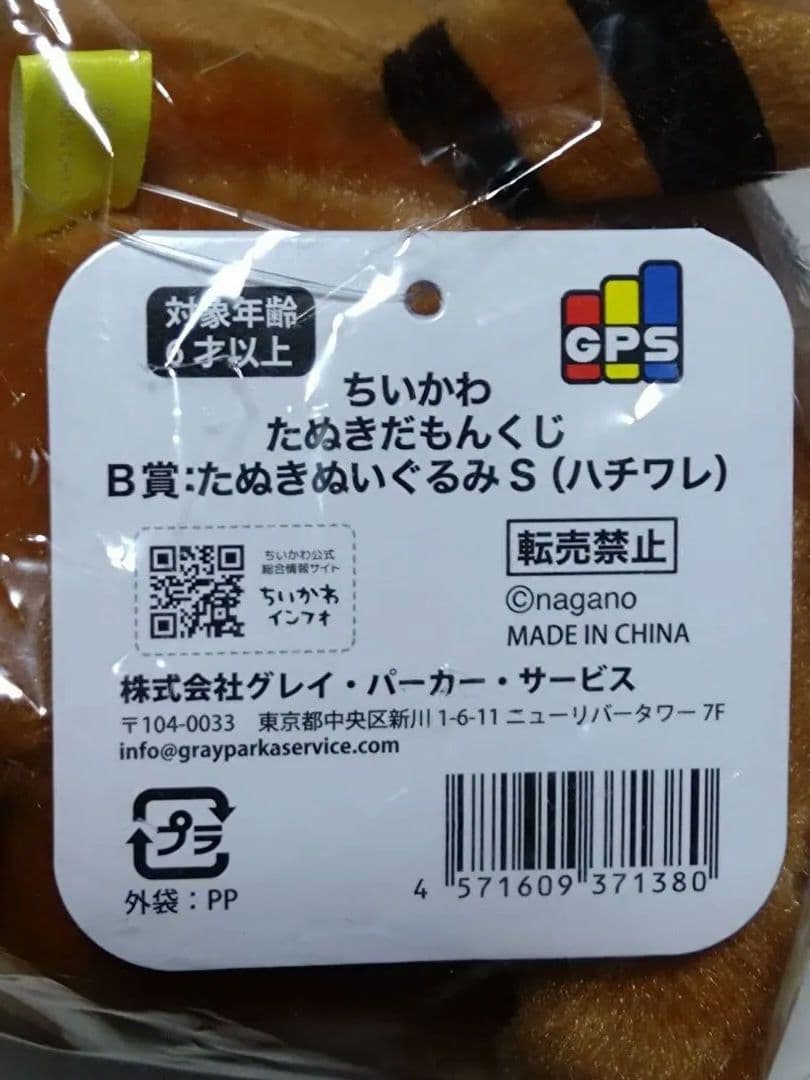 対象年齢
6才以上
GPS
ちいかわ
たぬきだもんくじ
B賞:たぬきぬいぐるみS(ハチワレ)
ちいかわ公式
総合情報サイト
ちいかわ
インフォ
転売禁止
©nagano
MADE IN CHINA
株式会社グレイ・パーカー・サービス
〒104-0033 東京都中央区新川1-6-11 ニューリバータワー 7F
info@grayparkaservice.com
プラ
外袋:PP
4 571609 371380